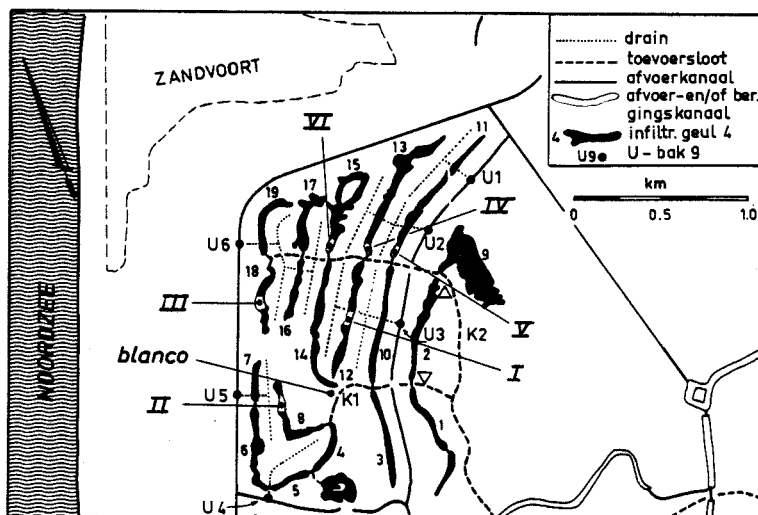 ZANDVOORT
NOORDZEE
drain
toevoersloot
afvoerkanaal
afvoer-en/of ber.
gingskanaal
4 infiltr. geul 4
U9 U-bak 9
km
0 0.5 1.0
11
13
VI
15
17
19
U1
IV
U2
9
U6
18
III
16
U3
K2
V
14
10
2
I
7
12
blanco
K1
U5
II
8
6
4
1
3
5
U4